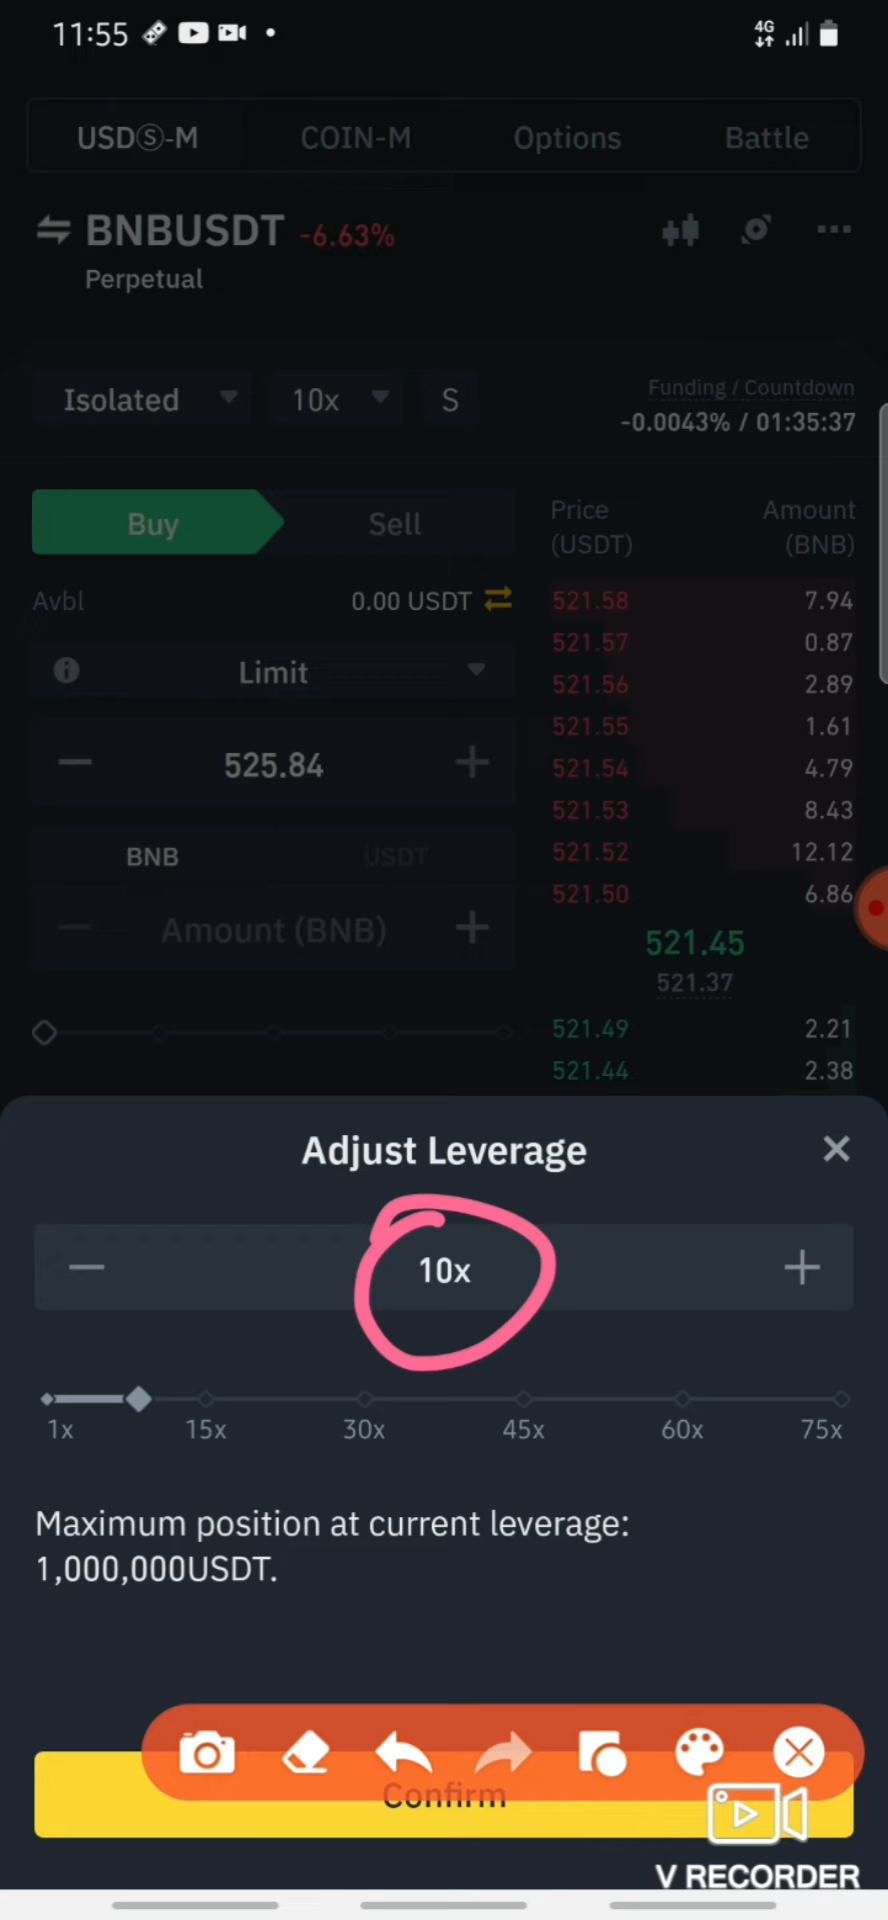 11:55
4G
USDⓈ-M COIN-M Options Battle
BNBUSDT -6.63%
Perpetual
Isolated 10x S
Funding / Countdown
-0.0043% / 01:35:37
Buy Sell
Price Amount
(USDT) (BNB)
Avbl 0.00 USDT
521.58 7.94
521.57 0.87
Limit
521.56 2.89
521.55 1.61
525.84
521.54 4.79
521.53 8.43
BNB USDT
521.52 12.12
521.50 6.86
Amount (BNB)
521.45
521.37
521.49 2.21
521.44 2.38
Adjust Leverage
10x
1x 15x 30x 45x 60x 75x
Maximum position at current leverage:
1,000,000USDT.
Confirm
V RECORDER